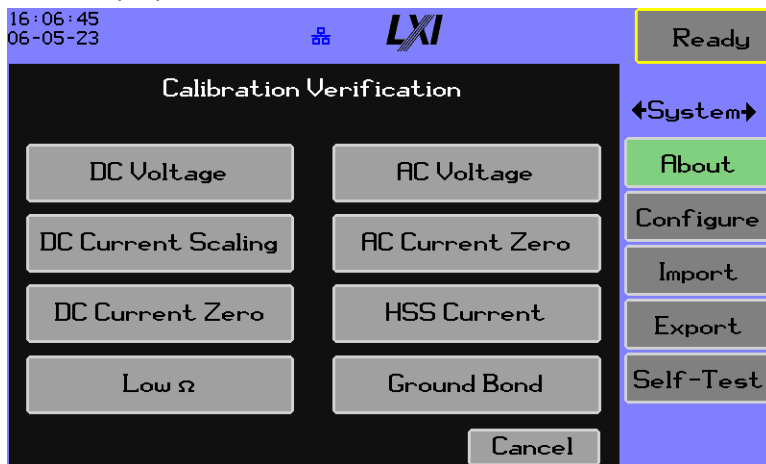 16:06:45
06-05-23
LXI
Ready
Calibration Verification
←System→
DC Voltage
AC Voltage
About
DC Current Scaling
AC Current Zero
Configure
Import
DC Current Zero
HSS Current
Export
Low Ω
Ground Bond
Self-Test
Cancel